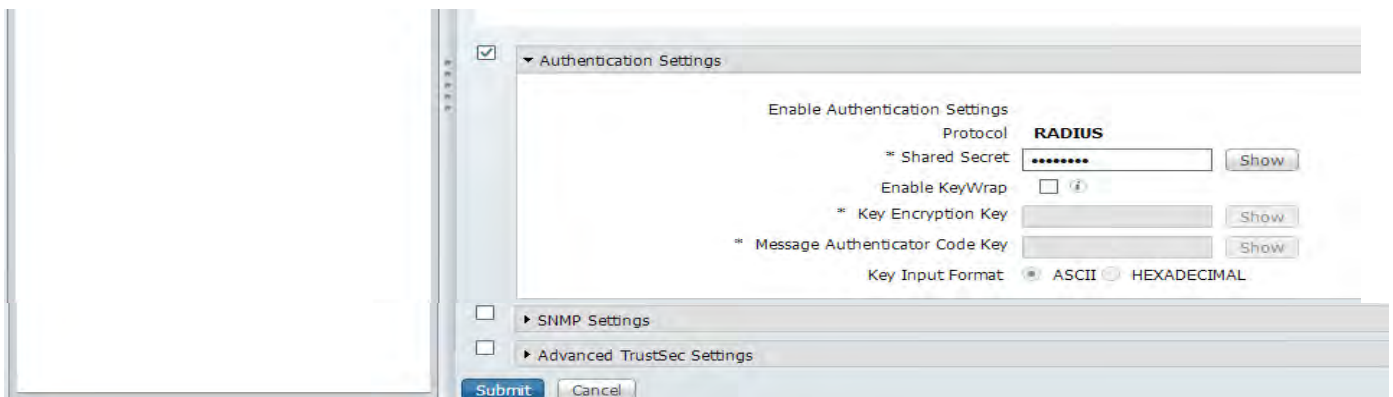 Authentication Settings
Enable Authentication Settings
Protocol RADIUS
* Shared Secret •••••••• Show
Enable KeyWrap
* Key Encryption Key Show
* Message Authenticator Code Key Show
Key Input Format ASCII HEXADECIMAL
SNMP Settings
Advanced TrustSec Settings
Submit Cancel